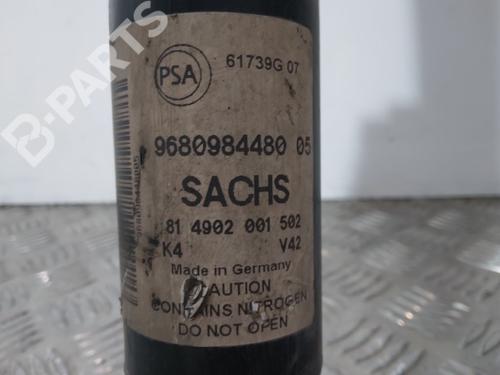 PSA
61739G 07
9680984480 05
SACHS
81 4902 001 502
K4 V42
Made in Germany
CAUTION
CONTAINS NITROGEN
DO NOT OPEN
B-PARTS